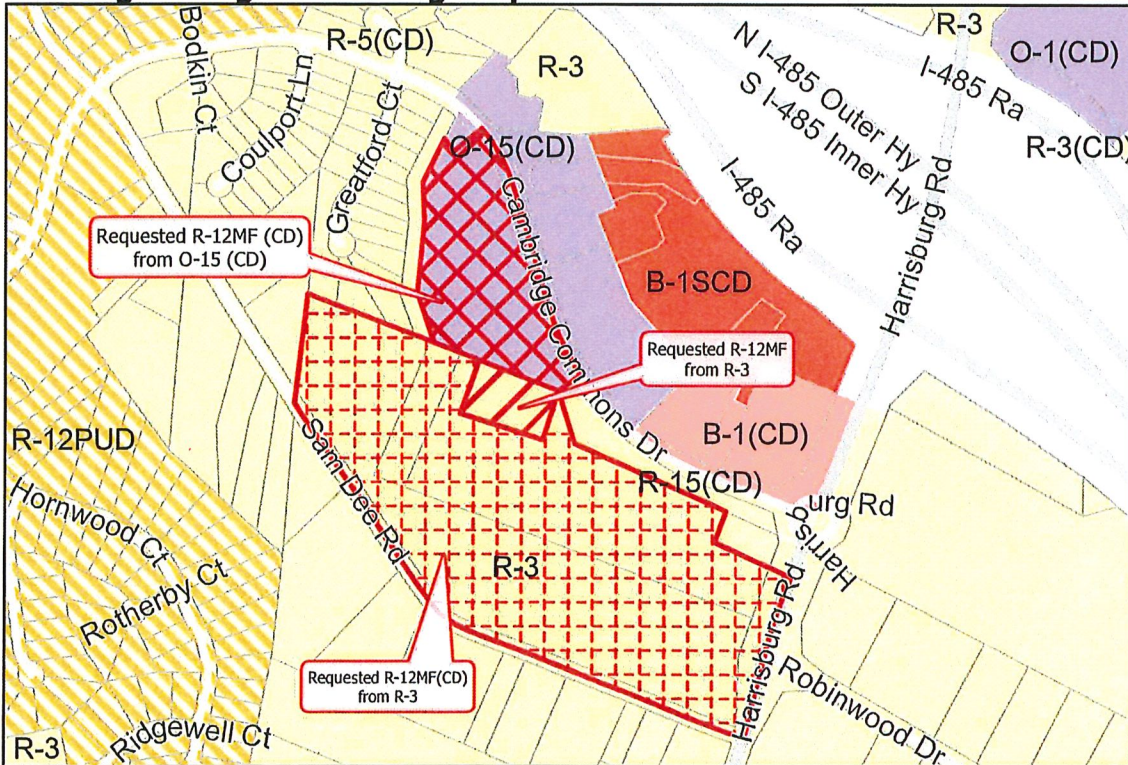 R-5(CD)
R-3
R-3
O-1(CD)
Bodkin Ct
Coulport Ln
Greatford Ct
N I-485 Outer Hy
S I-485 Inner Hy
I-485 Ra
R-3(CD)
O-15(CD)
I-485 Ra
Harrisburg Rd
Requested R-12MF (CD)
from O-15 (CD)
Cambridge Commons Dr
B-1SCD
Requested R-12MF
from R-3
R-12PUD
B-1(CD)
R-15(CD)
urg Rd
Harrisb
Sam Dee Rd
Hornwood Ct
R-3
Rotherby Ct
Harrisburg Rd
Robinwood Dr
Requested R-12MF(CD)
from R-3
Ridgewell Ct
R-3